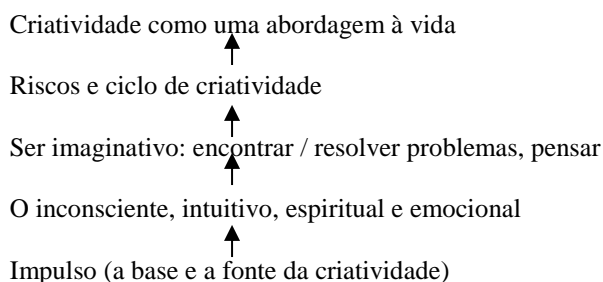 Criatividade como uma abordagem à vida
Riscos e ciclo de criatividade
Ser imaginativo: encontrar / resolver problemas, pensar
O inconsciente, intuitivo, espiritual e emocional
Impulso (a base e a fonte da criatividade)